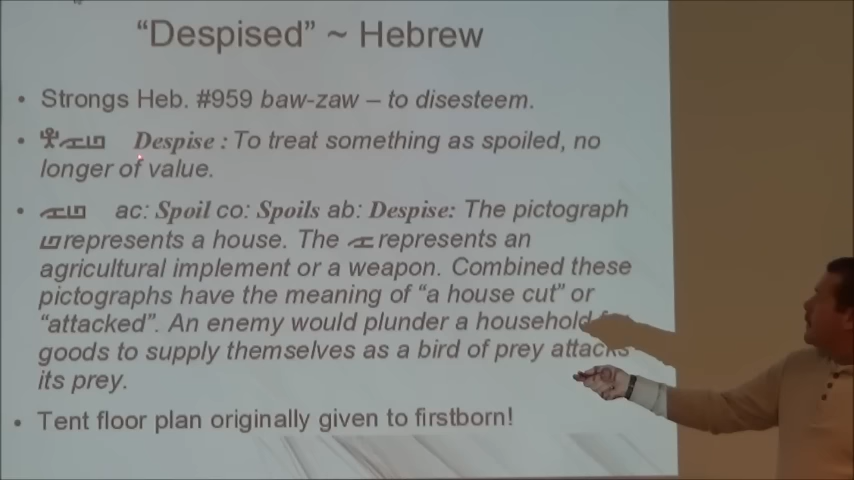 “Despised” ~ Hebrew
• Strongs Heb. #959 baw-zaw – to disesteem.
• Despise : To treat something as spoiled, no
longer of value.
• ac: Spoil co: Spoils ab: Despise: The pictograph
represents a house. The represents an
agricultural implement or a weapon. Combined these
pictographs have the meaning of “a house cut” or
“attacked”. An enemy would plunder a household
goods to supply themselves as a bird of prey attacks
its prey.
• Tent floor plan originally given to firstborn!